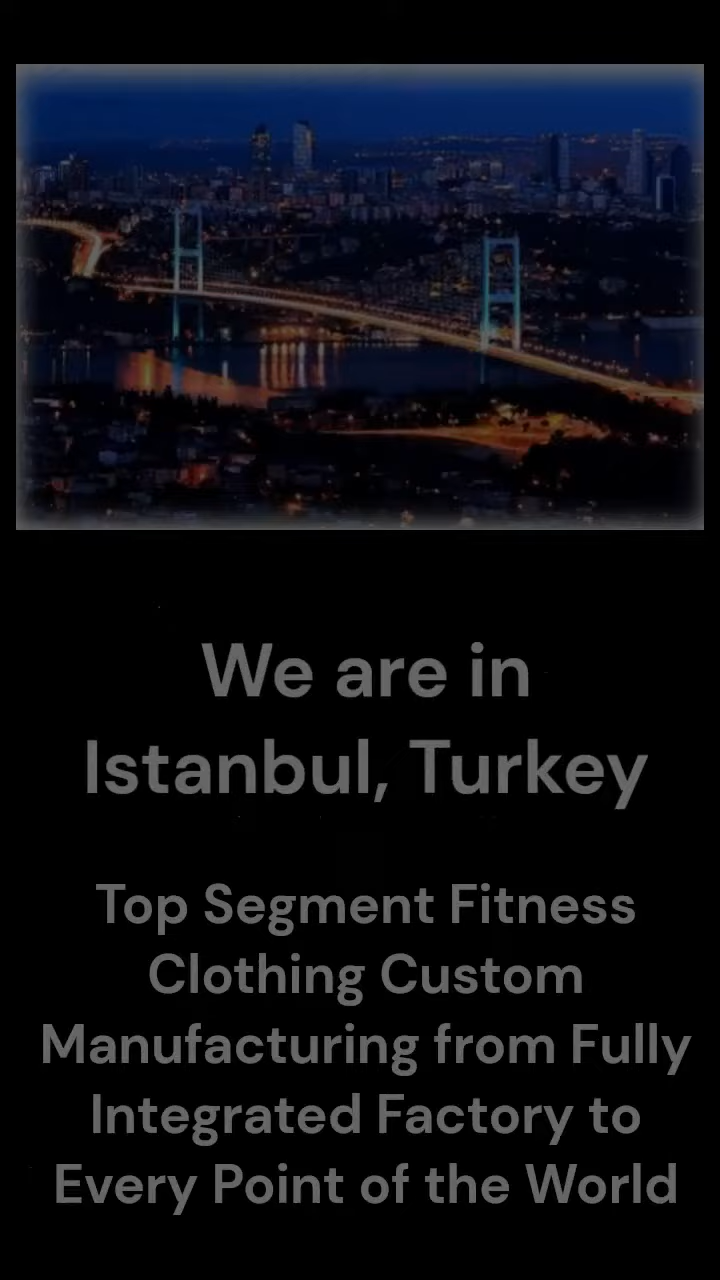 We are in
Istanbul, Turkey
Top Segment Fitness
Clothing Custom
Manufacturing from Fully
Integrated Factory to
Every Point of the World